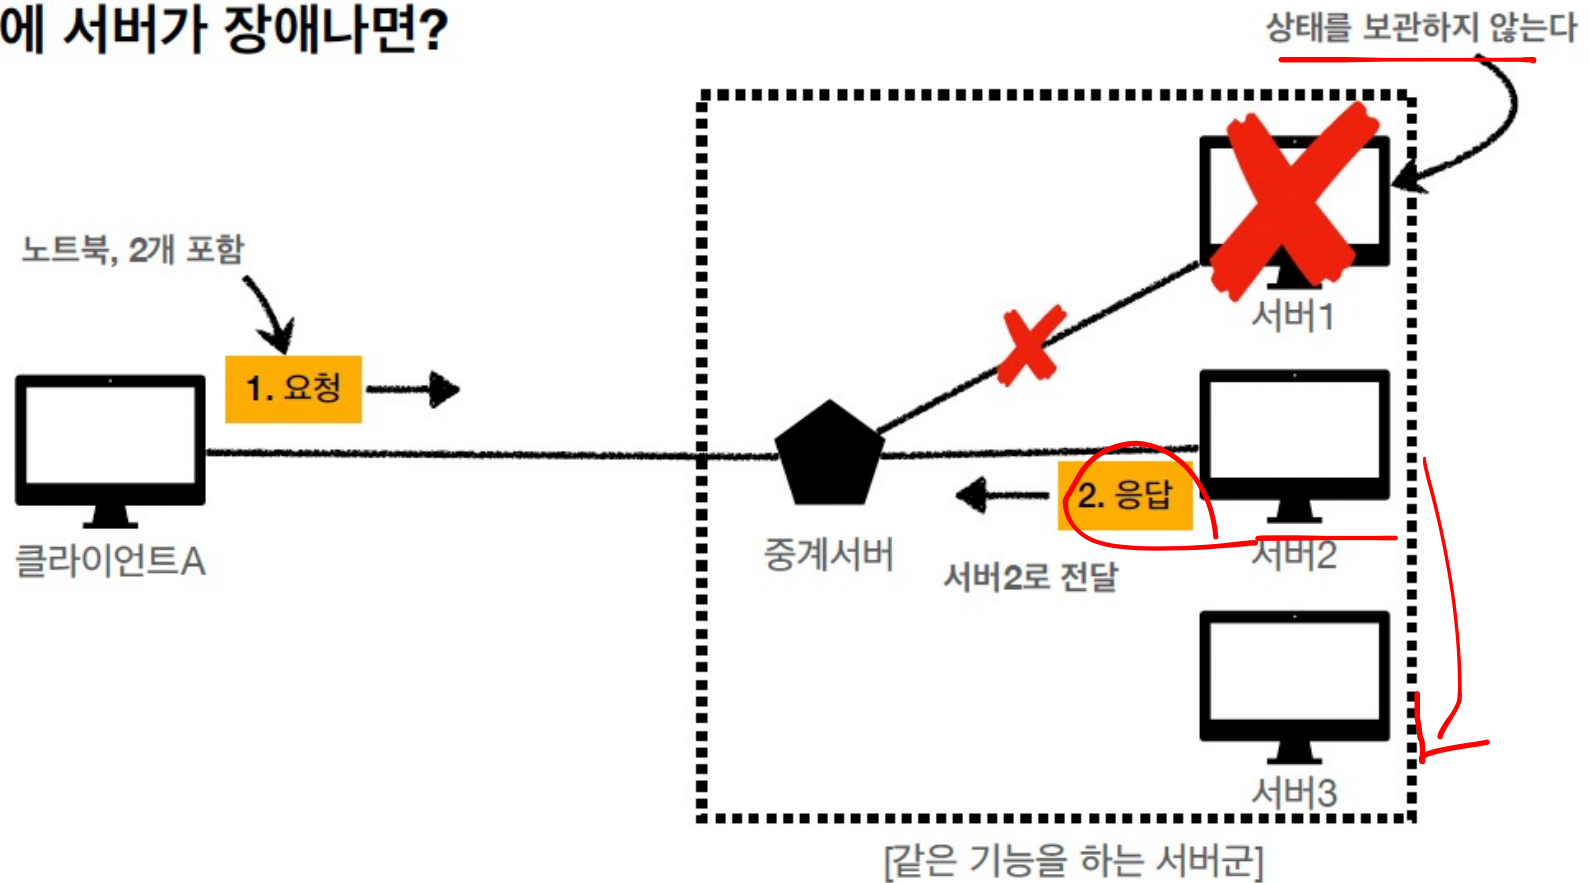 에 서버가 장애나면?
상태를 보관하지 않는다
노트북, 2개 포함
1. 요청
서버1
2. 응답
클라이언트A
중계서버
서버2로 전달
서버2
서버3
[같은 기능을 하는 서버군]